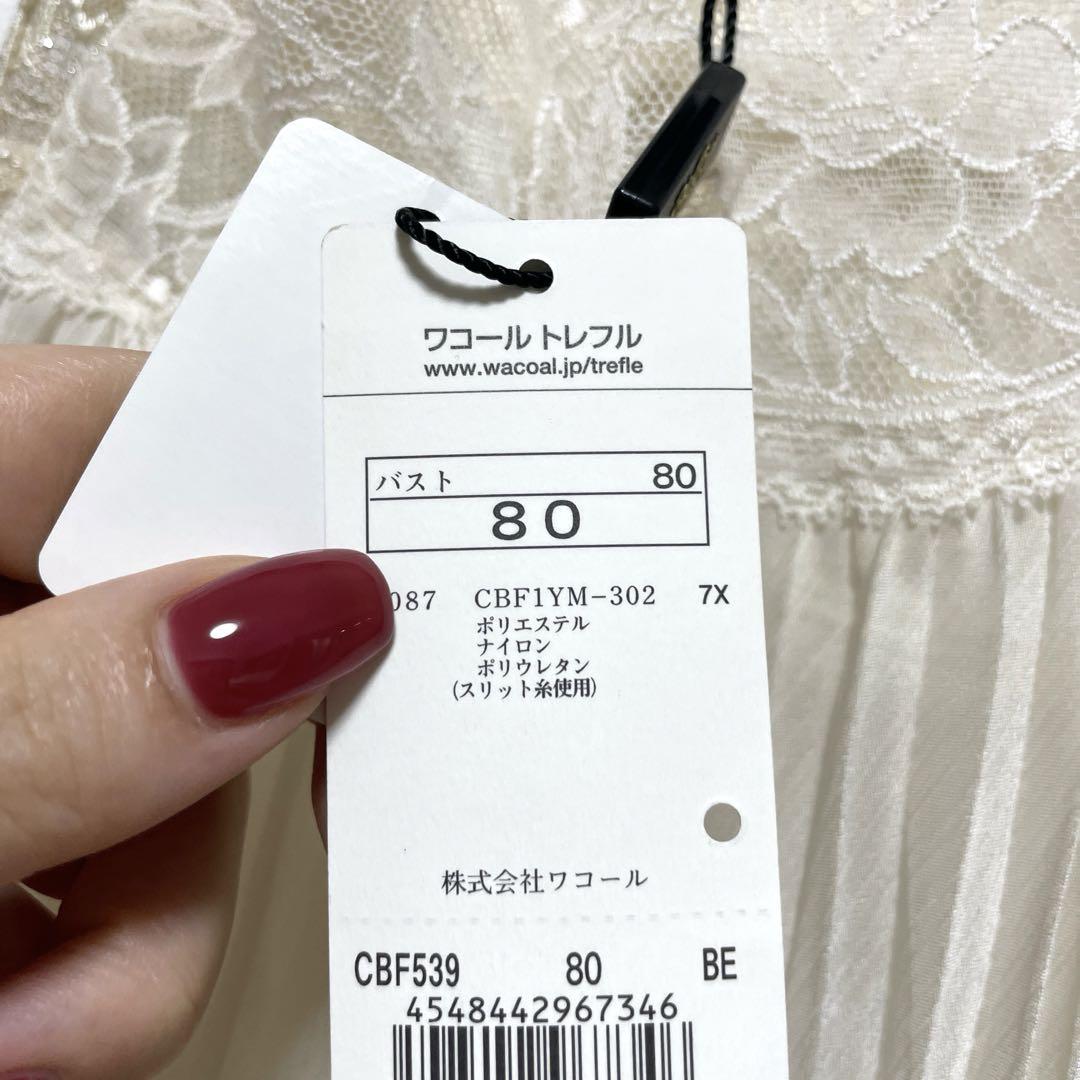 ワコール トレフル
www.wacoal.jp/trefle
バスト 80
80
087 CBF1YM-302 7X
ポリエステル
ナイロン
ポリウレタン
(スリット糸使用)
株式会社ワコール
CBF539 80 BE
4548442967346